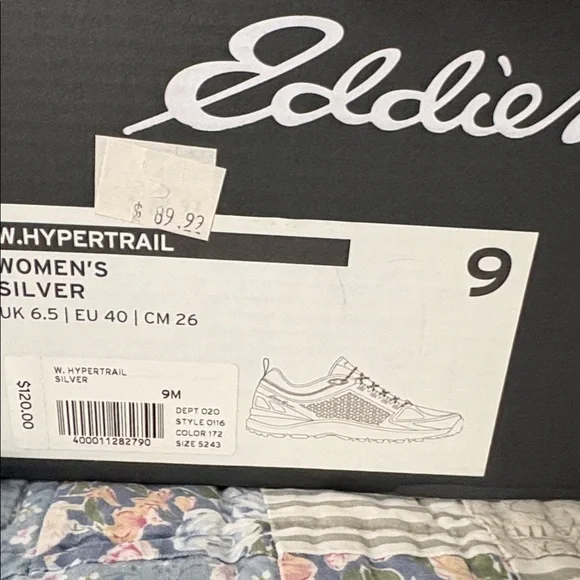 Eddie
$ 89.93
W.HYPERTRAIL
WOMEN'S
SILVER
9
UK 6.5 | EU 40 | CM 26
W. HYPERTRAIL
SILVER
9M
$120.00
DEPT 020
STYLE 0116
COLOR 172
SIZE 5243
400011282790